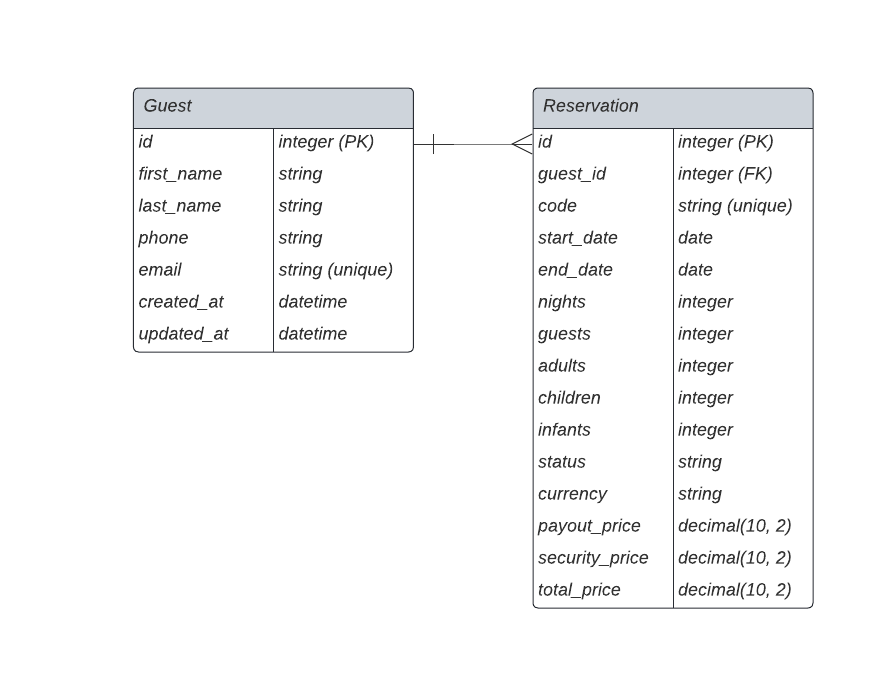 Guest
id integer (PK)
first_name string
last_name string
phone string
email string (unique)
created_at datetime
updated_at datetime
Reservation
id integer (PK)
guest_id integer (FK)
code string (unique)
start_date date
end_date date
nights integer
guests integer
adults integer
children integer
infants integer
status string
currency string
payout_price decimal(10, 2)
security_price decimal(10, 2)
total_price decimal(10, 2)